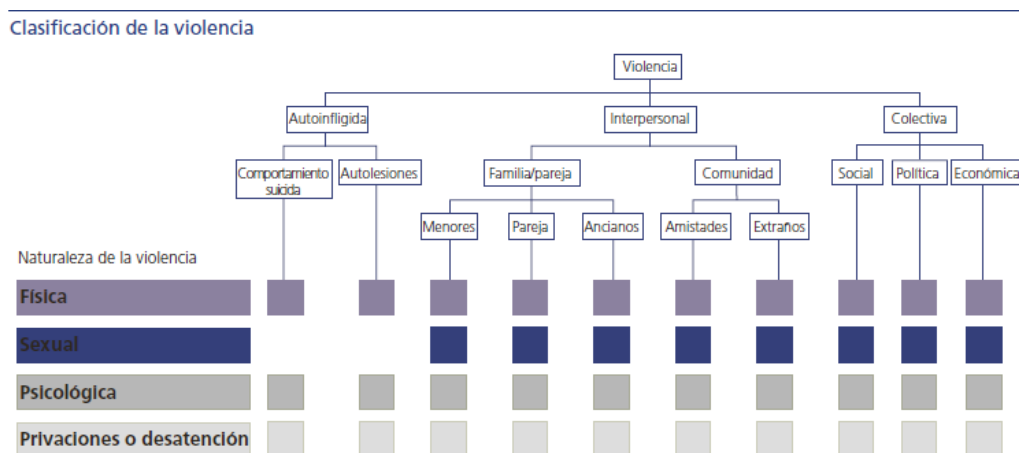 Clasificación de la violencia
Violencia
Autoinfligida
Interpersonal
Colectiva
Comportamiento
suicida
Autolesiones
Familia/pareja
Comunidad
Social
Política
Económica
Menores
Pareja
Ancianos
Amistades
Extraños
Naturaleza de la violencia
Física
Sexual
Psicológica
Privaciones o desatención